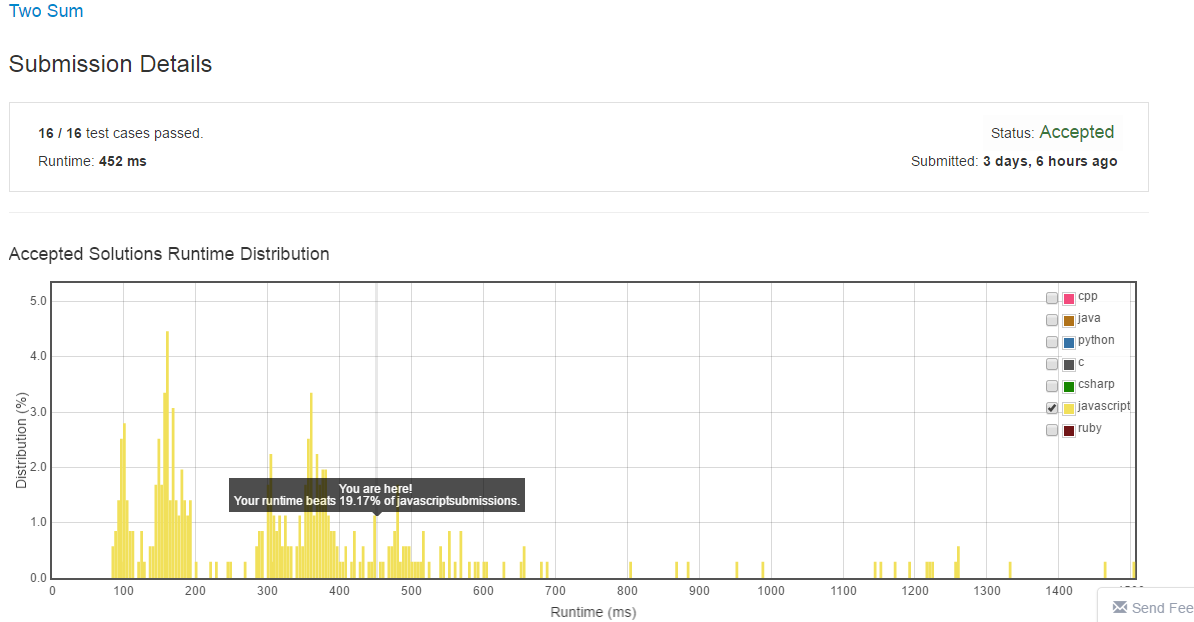 Two Sum
Submission Details
16 / 16 test cases passed.
Status: Accepted
Runtime: 452 ms
Submitted: 3 days, 6 hours ago
Accepted Solutions Runtime Distribution
5.0
4.0
3.0
2.0
1.0
0.0
Distribution (%)
cpp
java
python
c
csharp
javascript
ruby
You are here!
Your runtime beats 19.17% of javascriptsubmissions.
0 100 200 300 400 500 600 700 800 900 1000 1100 1200 1300 1400
Runtime (ms)
Send Fee